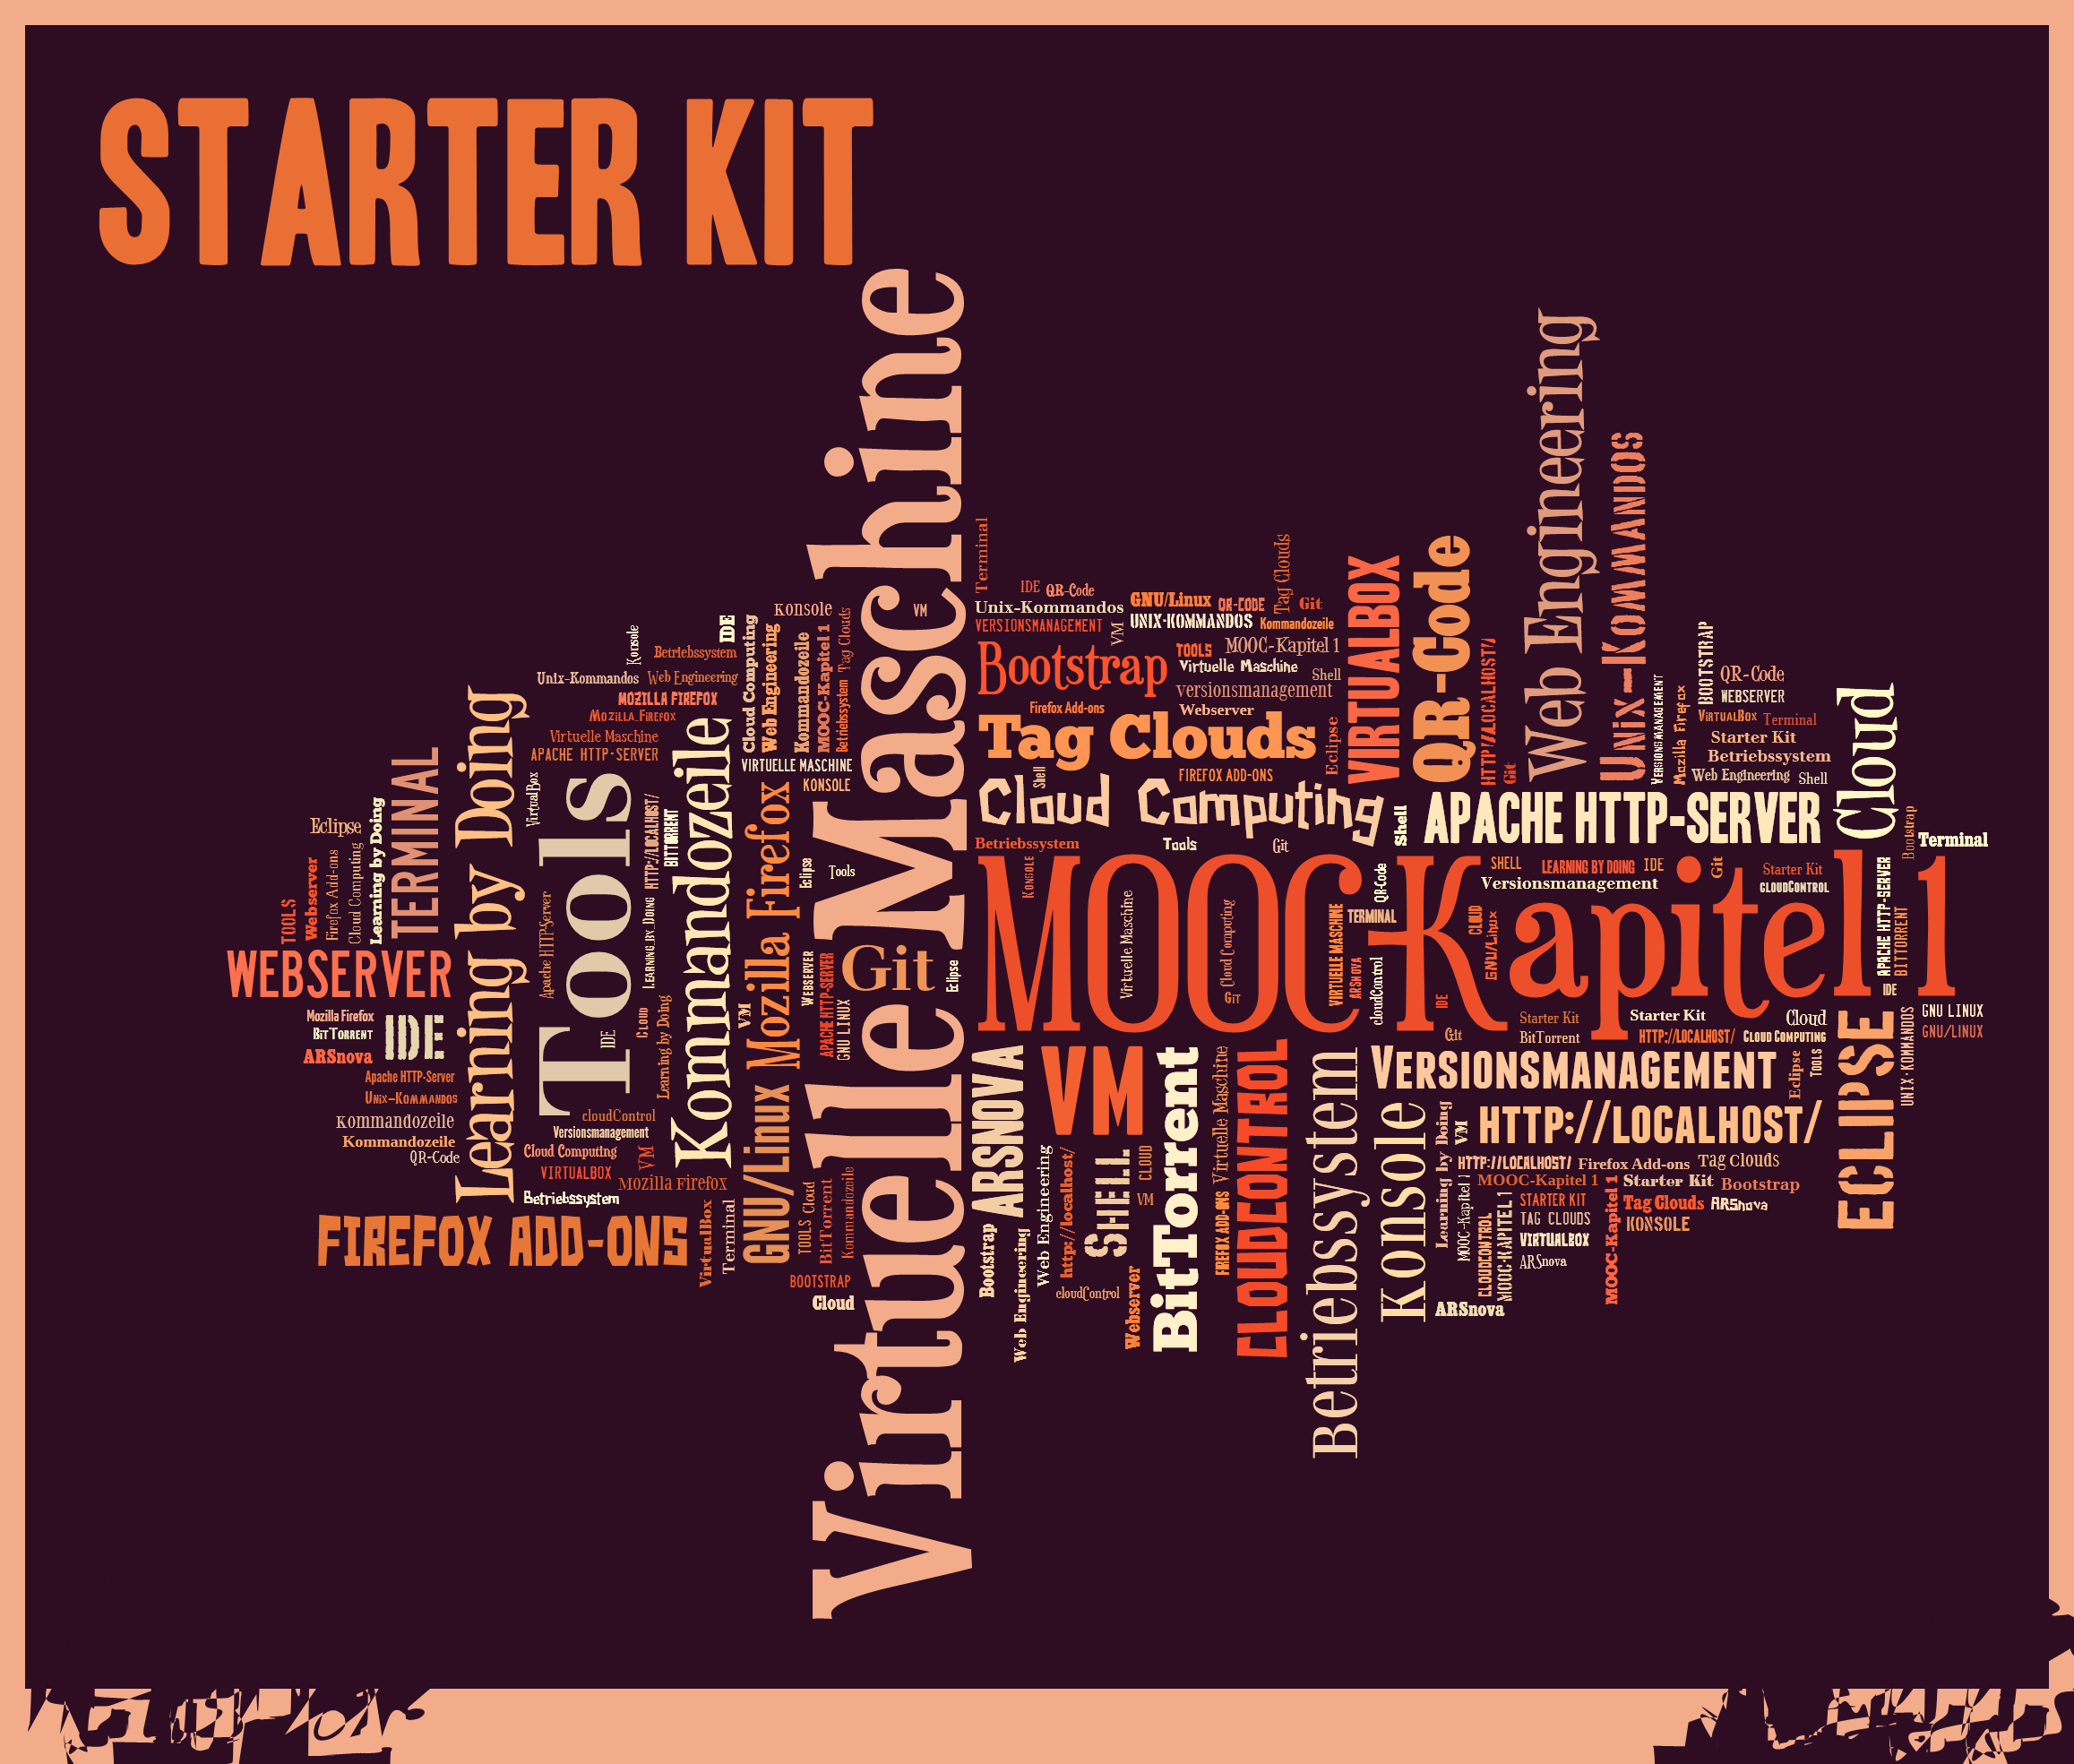 STARTER KIT
Virtuelle Maschine
MOOC-Kapitel 1
Web Engineering
Unix-Kommandos
QR-Code
VIRTUALBOX
Bootstrap
Tag Clouds
Cloud Computing
APACHE HTTP-SERVER
Cloud
Kommandozeile
Tools
Learning by Doing
TERMINAL
WEBSERVER
IDE
Mozilla Firefox
GNU/Linux
Git
FIREFOX ADD-ONS
ARSNOVA
VM
BitTorrent
CLOUDCONTROL
SHELL
Betriebssystem
Konsole
VERSIONSMANAGEMENT
HTTP://LOCALHOST/
ECLIPSE
Terminal
IDE
QR-Code
Unix-Kommandos
GNU/Linux
QR-CODE
Tag Clouds
Git
VERSIONSMANAGEMENT
VM
UNIX-KOMMANDOS
Kommandozeile
TOOLS
MOOC-Kapitel 1
Virtuelle Maschine
Shell
versionsmanagement
Firefox Add-ons
Webserver
Eclipse
Shell
FIREFOX ADD-ONS
HTTP://LOCALHOST/
Git
VERSIONSMANAGEMENT
Mozilla Firefox
BOOTSTRAP
QR-Code
WEBSERVER
VirtualBox
Terminal
Starter Kit
Betriebssystem
Web Engineering
Shell
Betriebssystem
Tools
Git
Shell
Bootstrap
Terminal
Konsole
QR-Code
TERMINAL
SHELL
LEARNING BY DOING
IDE
Git
Starter Kit
Versionsmanagement
cloudControl
CLOUD
GNU/Linux
APACHE HTTP-SERVER
BITTORRENT
IDE
Virtuelle Maschine
Cloud Computing
Git
VIRTUELLE MASCHINE
ARSNOVA
cloudControl
IDE
Git
Starter Kit
BitTorrent
Starter Kit
HTTP://LOCALHOST/
Cloud
CLOUD COMPUTING
UNIX-KOMMANDOS
GNU LINUX
GNU/LINUX
Eclipse
TOOLS
Konsole
Betriebssystem
IDE
konsole
VM
Unix-Kommandos
Web Engineering
MOZILLA FIREFOX
Mozilla Firefox
Virtuelle Maschine
APACHE HTTP-SERVER
Cloud Computing
Web Engineering
Kommandozeile
MOOC-Kapitel 1
Betriebssystem
Tag Clouds
VIRTUELLE MASCHINE
KONSOLE
VirtualBox
HTTP://LOCALHOST/
BITTORRENT
Eclipse
Tools
Eclipse
TOOLS
Webserver
Firefox Add-ons
Cloud Computing
Learning by Doing
Apache HTTP-Server
Learning by Doing
WEBSERVER
APACHE HTTP-SERVER
GNU LINUX
Eclipse
Mozilla Firefox
BitTorrent
ARSnova
Apache HTTP-Server
Unix-Kommandos
kommandozeile
Kommandozeile
QR-Code
IDE
Cloud
Learning by Doing
VM
cloudControl
Versionsmanagement
Cloud Computing
VM
VIRTUALBOX
Mozilla Firefox
Betriebssystem
VirtualBox
Terminal
TOOLS
Cloud
BitTorrent
Kommandozeile
BOOTSTRAP
Cloud
Bootstrap
Web Engineering
Web Engineering
http://localhost/
cloudControl
CLOUD
VM
Webserver
Virtuelle Maschine
FIREFOX ADD-ONS
Learning by Doing
VM
HTTP://LOCALHOST/
Firefox Add-ons
Tag Clouds
MOOC-Kapitel 1
MOOC-Kapitel 1
Starter Kit
Bootstrap
CLOUDCONTROL
MOOC-KAPITEL 1
STARTER KIT
TAG CLOUDS
VIRTUALBOX
ARSnova
MOOC-Kapitel 1
Tag Clouds
ARSnova
KONSOLE
ARSnova